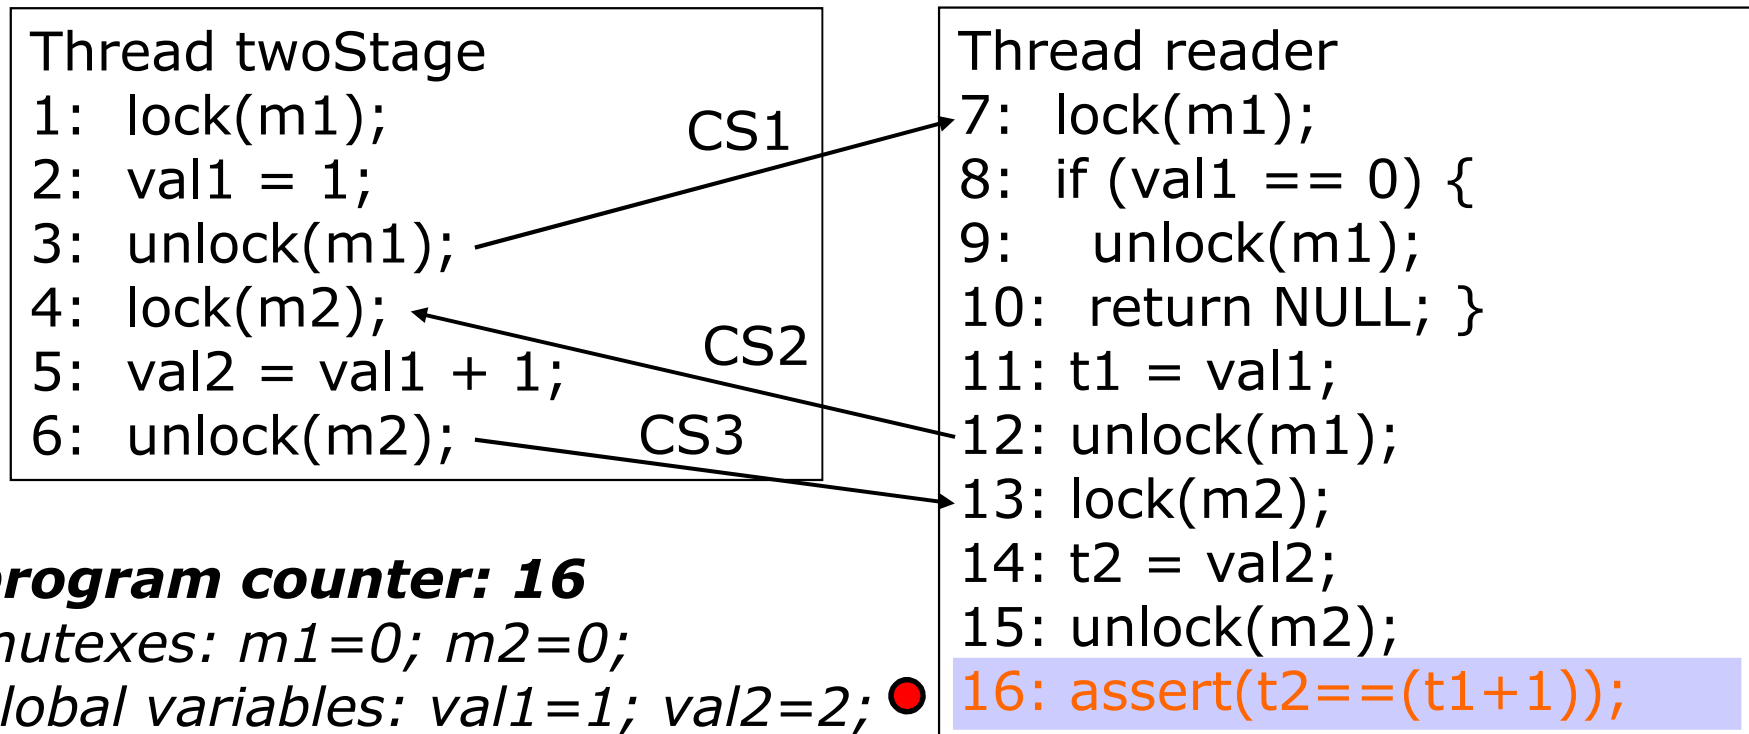 Thread twoStage
1: lock(m1);
2: val1 = 1;
3: unlock(m1);
4: lock(m2);
5: val2 = val1 + 1;
6: unlock(m2);
CS1
CS2
CS3
Thread reader
7: lock(m1);
8: if (val1 == 0) {
9: unlock(m1);
10: return NULL; }
11: t1 = val1;
12: unlock(m1);
13: lock(m2);
14: t2 = val2;
15: unlock(m2);
16: assert(t2==(t1+1));
program counter: 16
mutexes: m1=0; m2=0;
lobal variables: val1=1; val2=2;